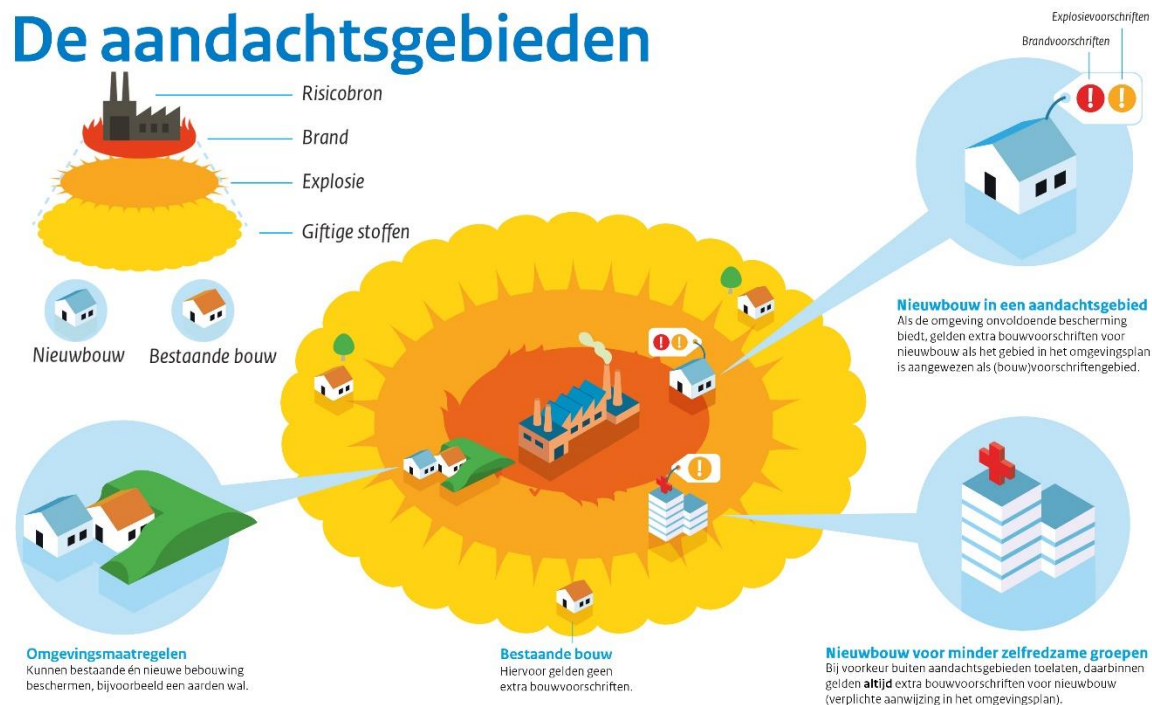 De aandachtsgebieden
Risicobron
Brand
Explosie
Giftige stoffen
Nieuwbouw
Bestaande bouw
Explosievoorschriften
Brandvoorschriften
Nieuwbouw in een aandachtsgebied
Als de omgeving onvoldoende bescherming
biedt, gelden extra bouwvoorschriften voor
nieuwbouw als het gebied in het omgevingsplan
is aangewezen als (bouw)voorschriftengebied.
Omgevingsmaatregelen
Kunnen bestaande én nieuwe bebouwing
beschermen, bijvoorbeeld een aarden wal.
Bestaande bouw
Hiervoor gelden geen
extra bouwvoorschriften.
Nieuwbouw voor minder zelfredzame groepen
Bij voorkeur buiten aandachtsgebieden toelaten, daarbinnen
gelden altijd extra bouwvoorschriften voor nieuwbouw
(verplichte aanwijzing in het omgevingsplan).